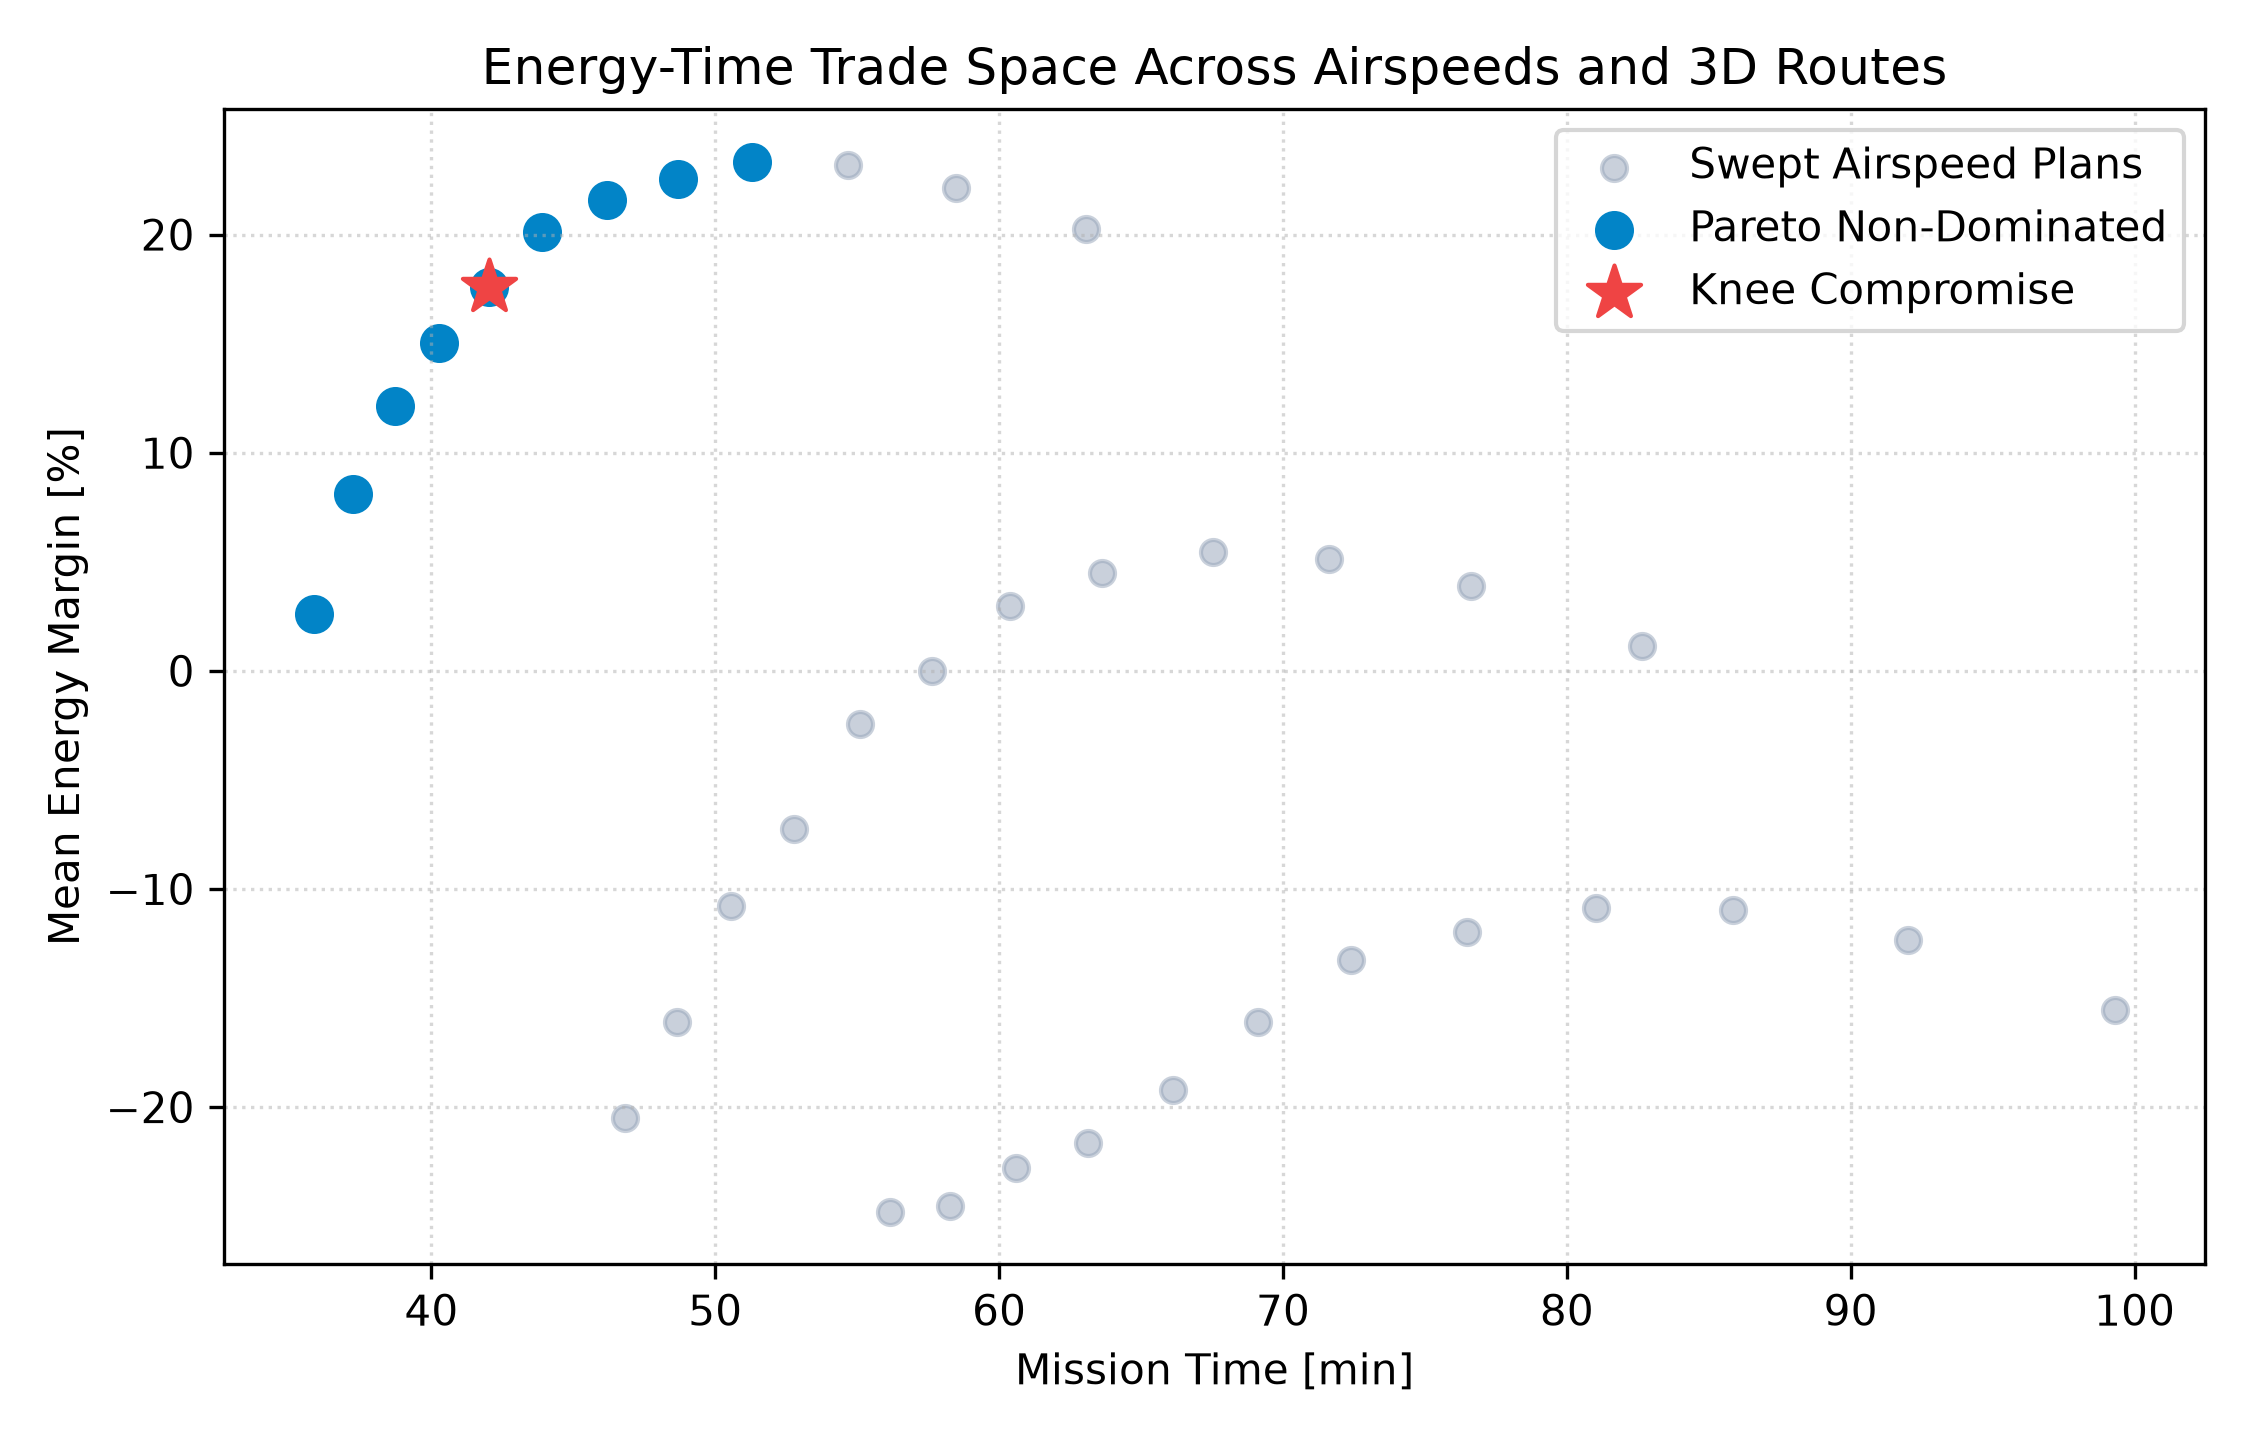 Energy-Time Trade Space Across Airspeeds and 3D Routes
Swept Airspeed Plans
Pareto Non-Dominated
Knee Compromise
Mean Energy Margin [%]
20
10
0
−10
−20
40
50
60
70
80
90
100
Mission Time [min]